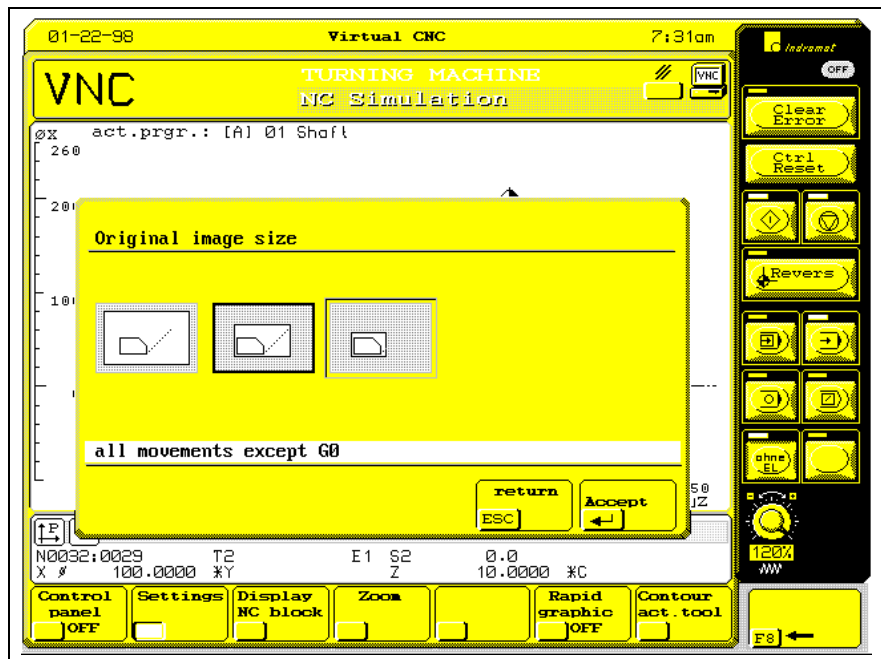 01-22-98 Virtual CNC 7:31am
Indramat
OFF
VNC
TURNING MACHINE
NC Simulation
VNC
Clear Error
Ctrl Reset
Revers
ohne EL
120%
øX act.prgr.: [A] 01 Shaft
260
Original image size
all movements except G0
return
ESC
Accept
50
Z
F
N0032:0029 T2 E1 S2 0.0
X ø 100.0000 *Y Z 10.0000 *C
Control panel OFF
Settings
Display NC block
Zoom
Rapid graphic OFF
Contour act.tool
F8